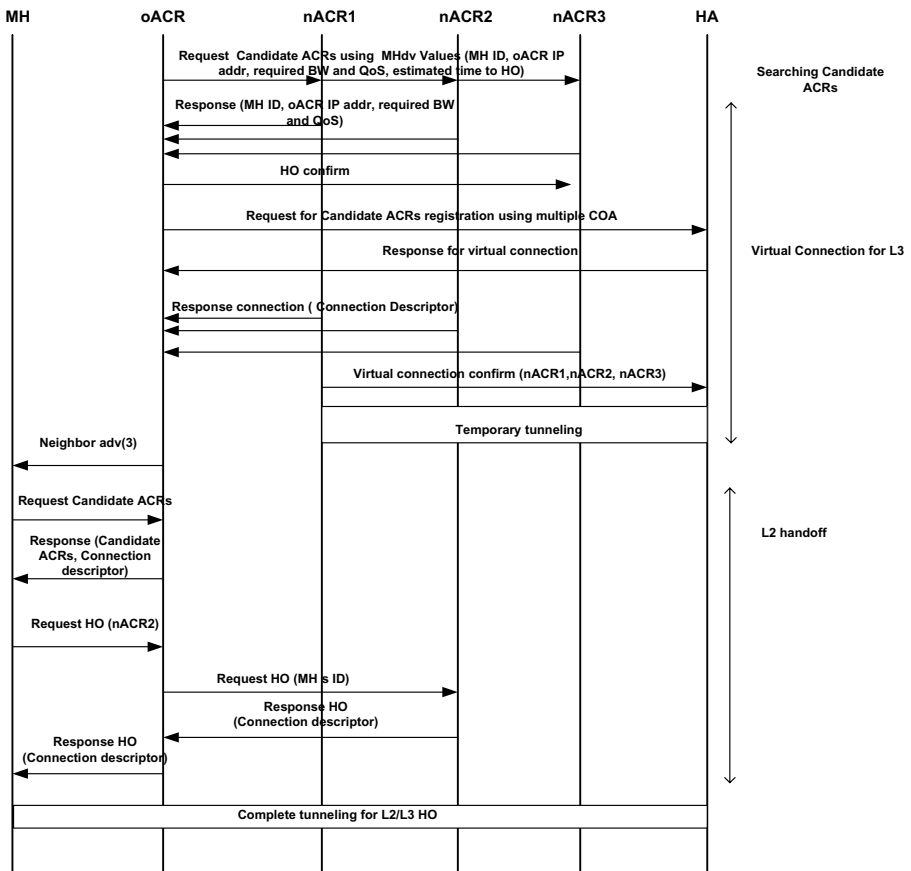 MH oACR nACR1 nACR2 nACR3 HA
Request Candidate ACRs using MHdv Values (MH ID, oACR IP
addr, required BW and QoS, estimated time to HO)
Searching Candidate
ACRs
Response (MH ID, oACR IP addr, required BW
and QoS)
HO confirm
Request for Candidate ACRs registration using multiple COA
Response for virtual connection
Virtual Connection for L3
Response connection ( Connection Descriptor)
Virtual connection confirm (nACR1,nACR2, nACR3)
Temporary tunneling
Neighbor adv(3)
Request Candidate ACRs
L2 handoff
Response (Candidate
ACRs, Connection
descriptor)
Request HO (nACR2)
Request HO (MH s ID)
Response HO
(Connection descriptor)
Response HO
(Connection descriptor)
Complete tunneling for L2/L3 HO